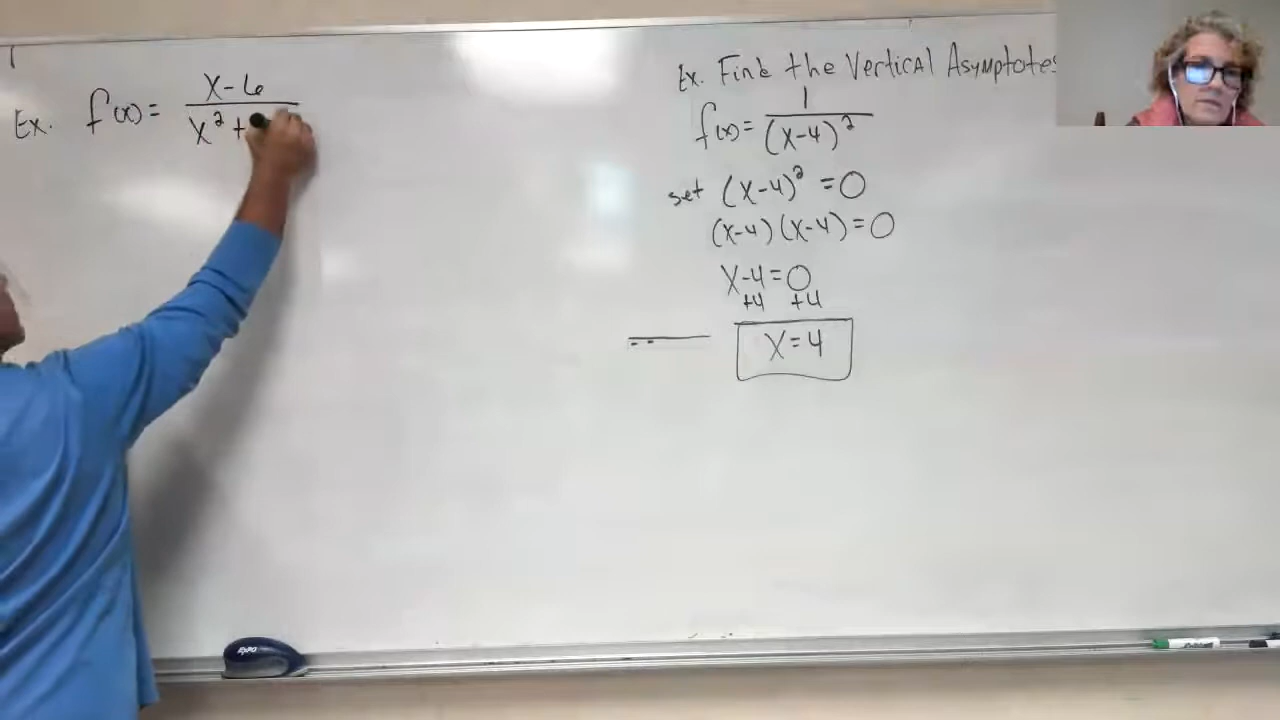 Ex. f(x) = x-6 / x² +
Ex. Find the Vertical Asymptotes
f(x) = 1 / (x-4)²
set (x-4)² = 0
(x-4)(x-4) = 0
x-4 = 0
+4 +4
x = 4
EXPO